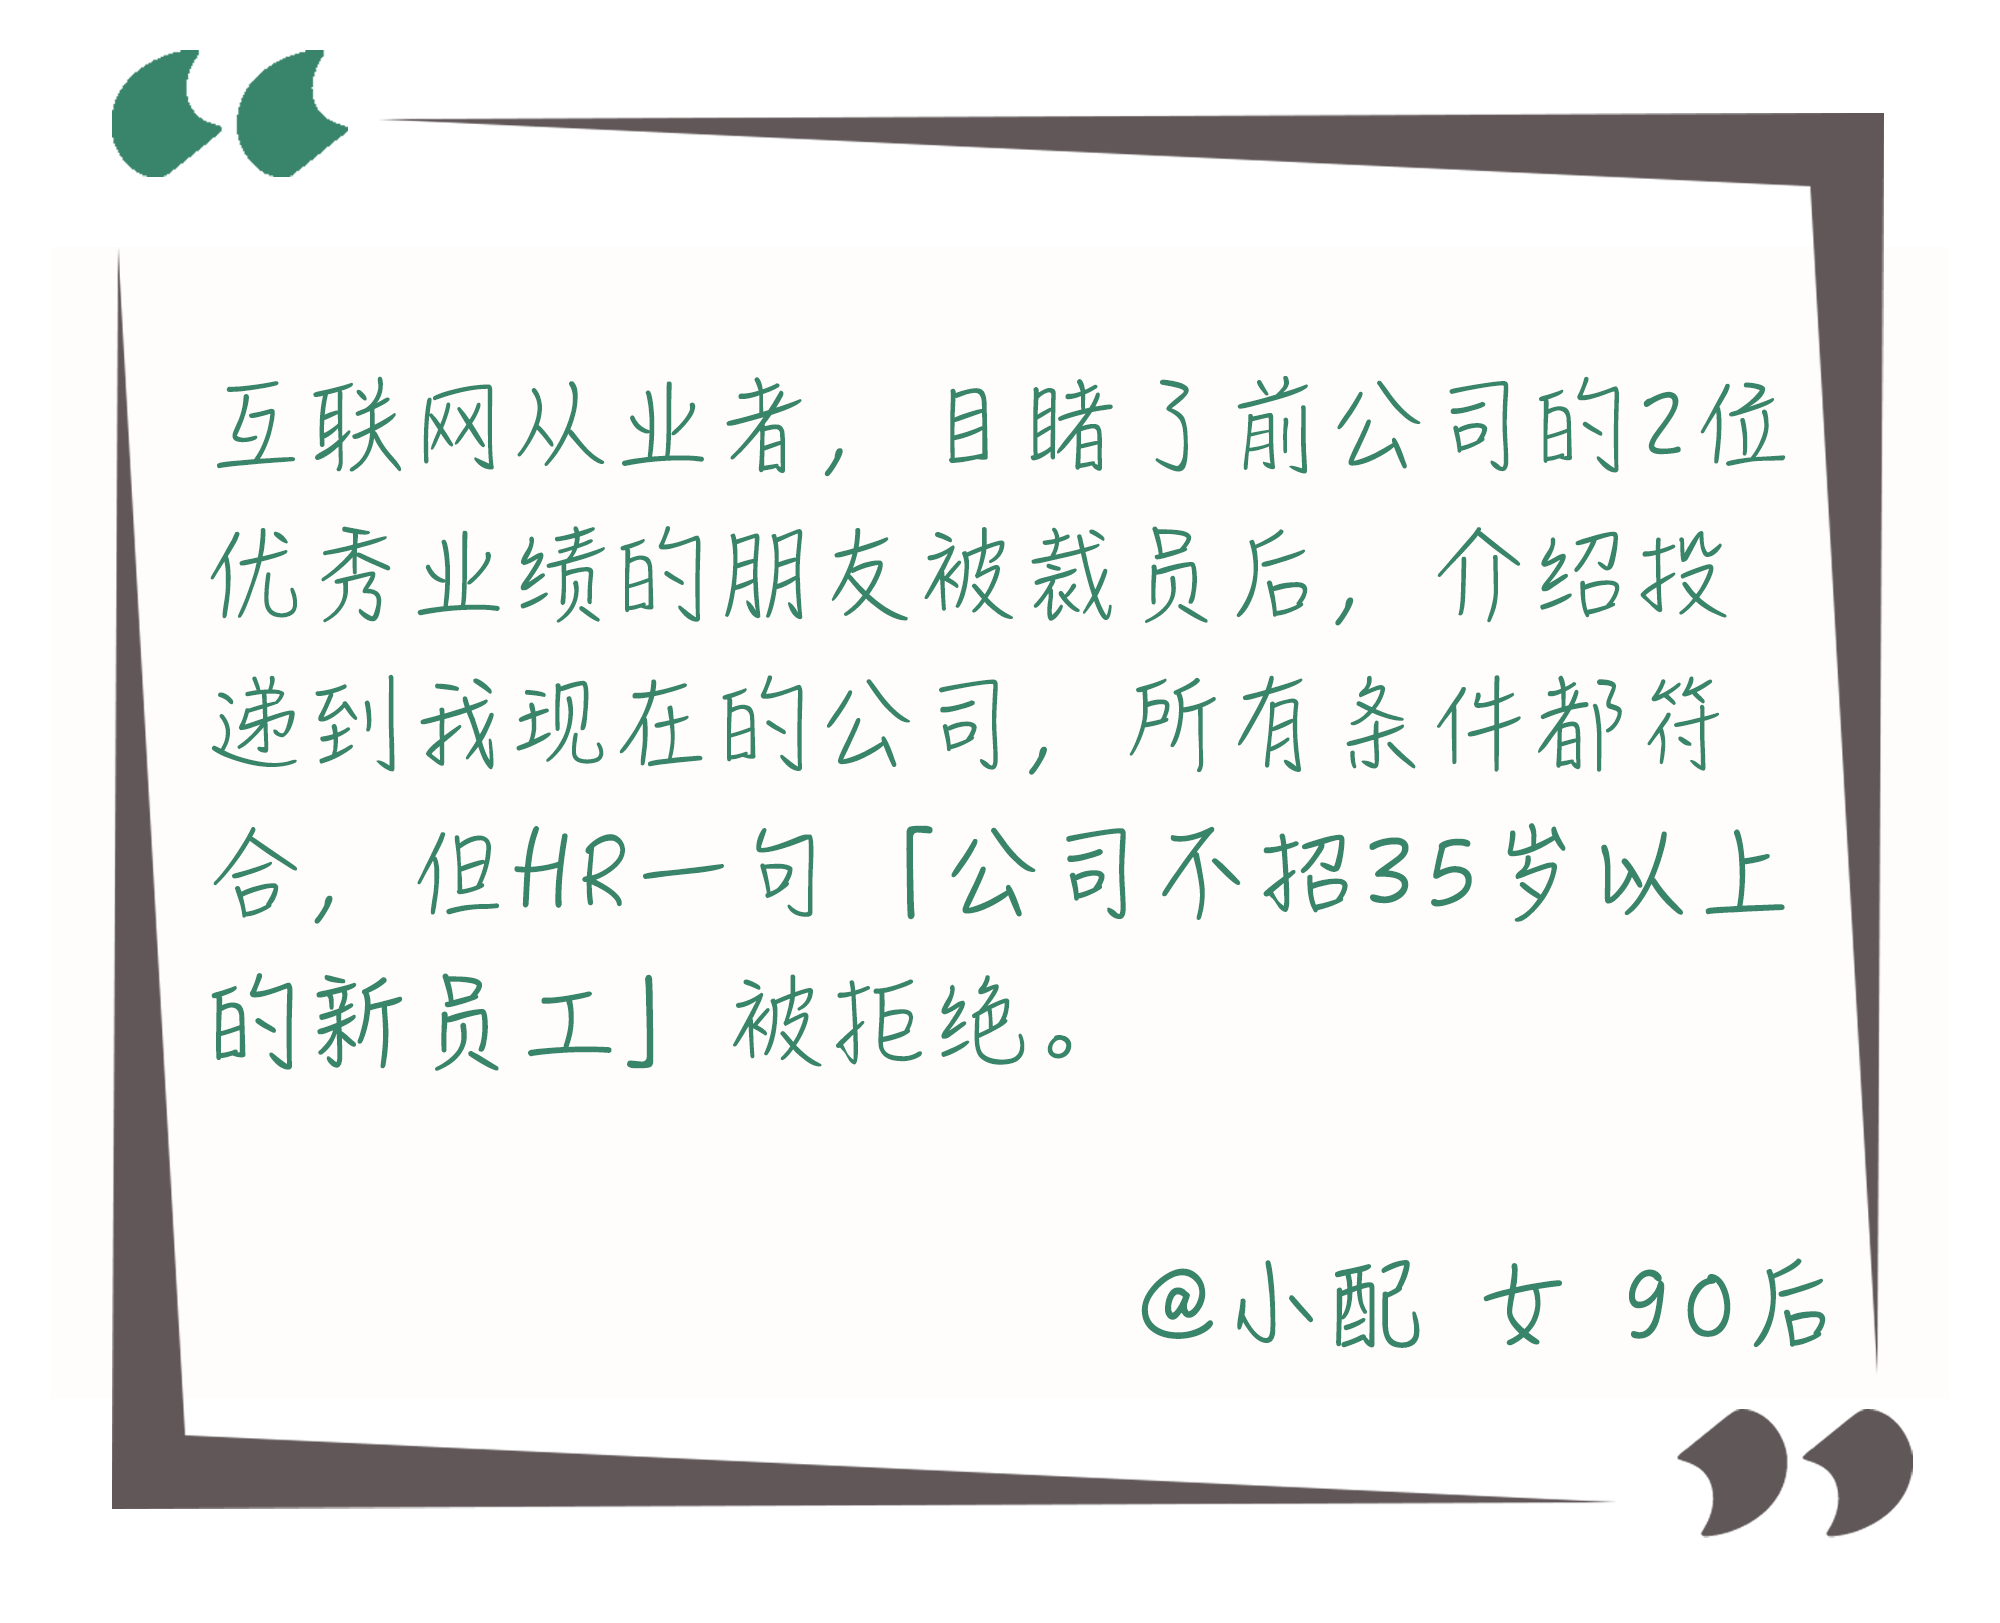 互联网从业者，目睹了前公司的2位
优秀业绩的朋友被裁员后，介绍投
递到我现在的公司，所有条件都符
合，但HR一句「公司不招35岁以上
的新员工」被拒绝。
@小配 女 90后